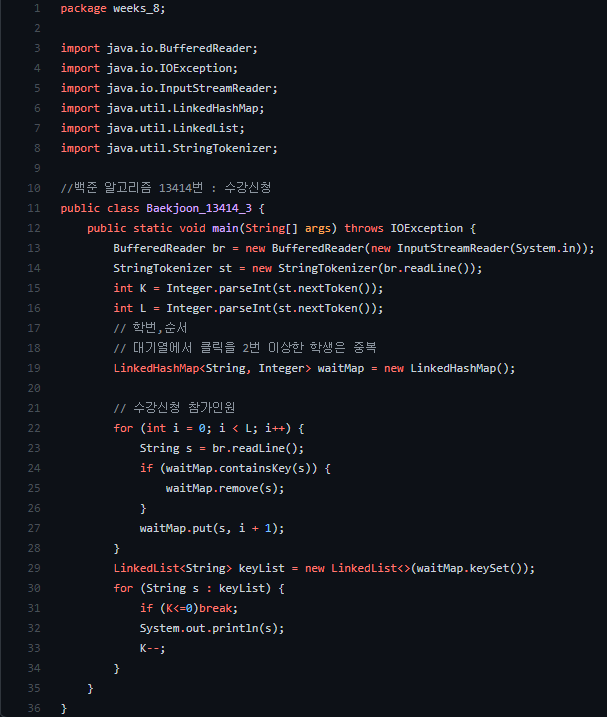 1 package weeks_8;
2
3 import java.io.BufferedReader;
4 import java.io.IOException;
5 import java.io.InputStreamReader;
6 import java.util.LinkedHashMap;
7 import java.util.LinkedList;
8 import java.util.StringTokenizer;
9
10 //백준 알고리즘 13414번 : 수강신청
11 public class Baekjoon_13414_3 {
12     public static void main(String[] args) throws IOException {
13         BufferedReader br = new BufferedReader(new InputStreamReader(System.in));
14         StringTokenizer st = new StringTokenizer(br.readLine());
15         int K = Integer.parseInt(st.nextToken());
16         int L = Integer.parseInt(st.nextToken());
17         // 학번,순서
18         // 대기열에서 클릭을 2번 이상한 학생은 중복
19         LinkedHashMap<String, Integer> waitMap = new LinkedHashMap();
20
21         // 수강신청 참가인원
22         for (int i = 0; i < L; i++) {
23             String s = br.readLine();
24             if (waitMap.containsKey(s)) {
25                 waitMap.remove(s);
26             }
27             waitMap.put(s, i + 1);
28         }
29         LinkedList<String> keyList = new LinkedList<>(waitMap.keySet());
30         for (String s : keyList) {
31             if (K<=0)break;
32             System.out.println(s);
33             K--;
34         }
35     }
36 }